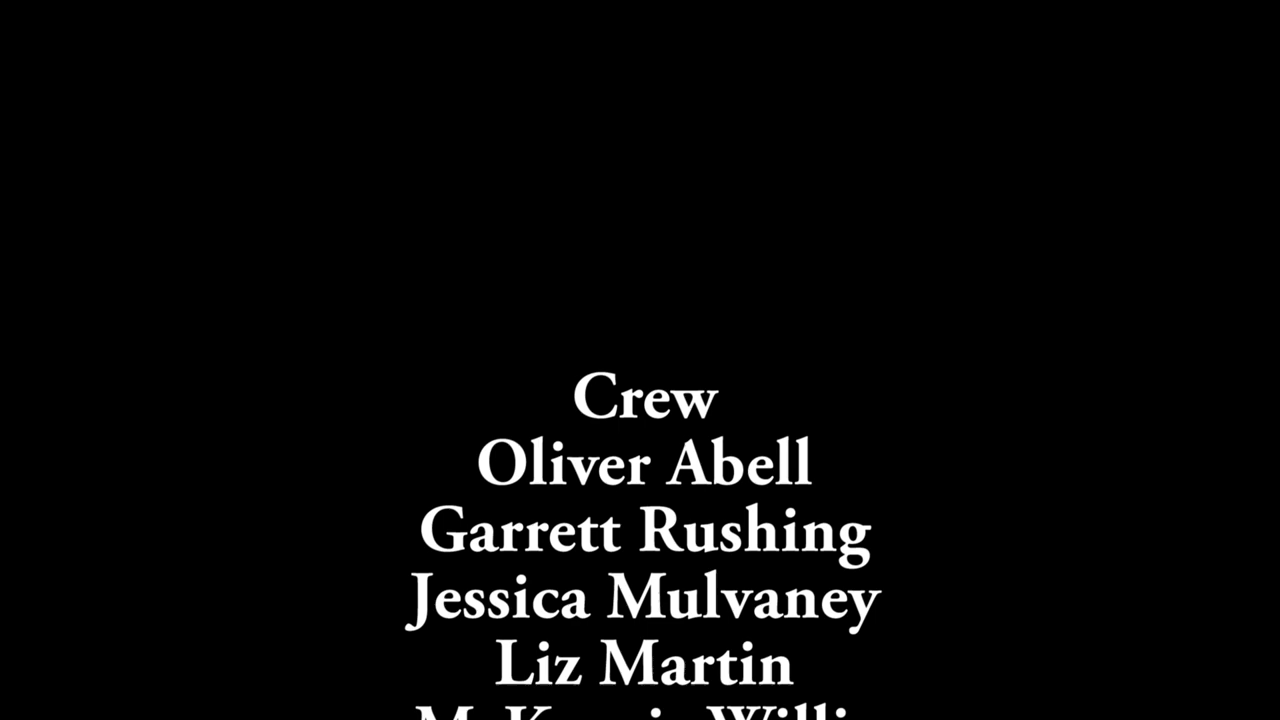 Crew
Oliver Abell
Garrett Rushing
Jessica Mulvaney
Liz Martin